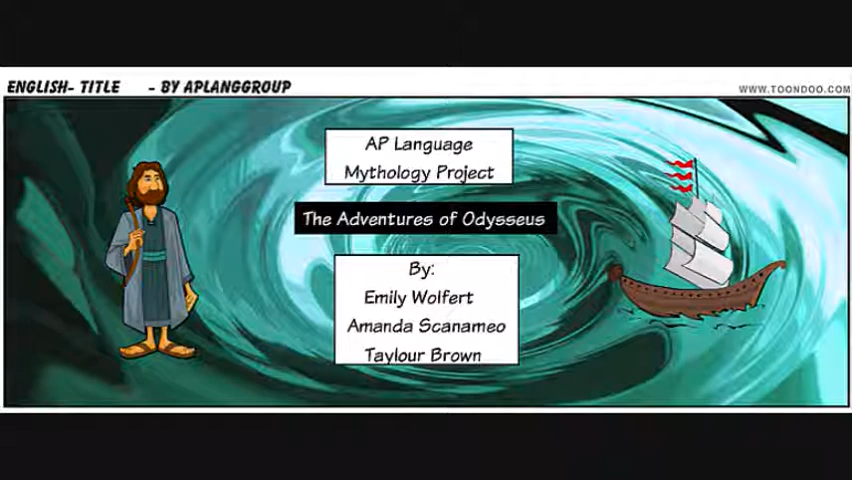 ENGLISH- TITLE - BY APLANGGROUP
WWW.TOONDOO.COM
AP Language
Mythology Project
The Adventures of Odysseus
By:
Emily Wolfert
Amanda Scanameo
Taylour Brown